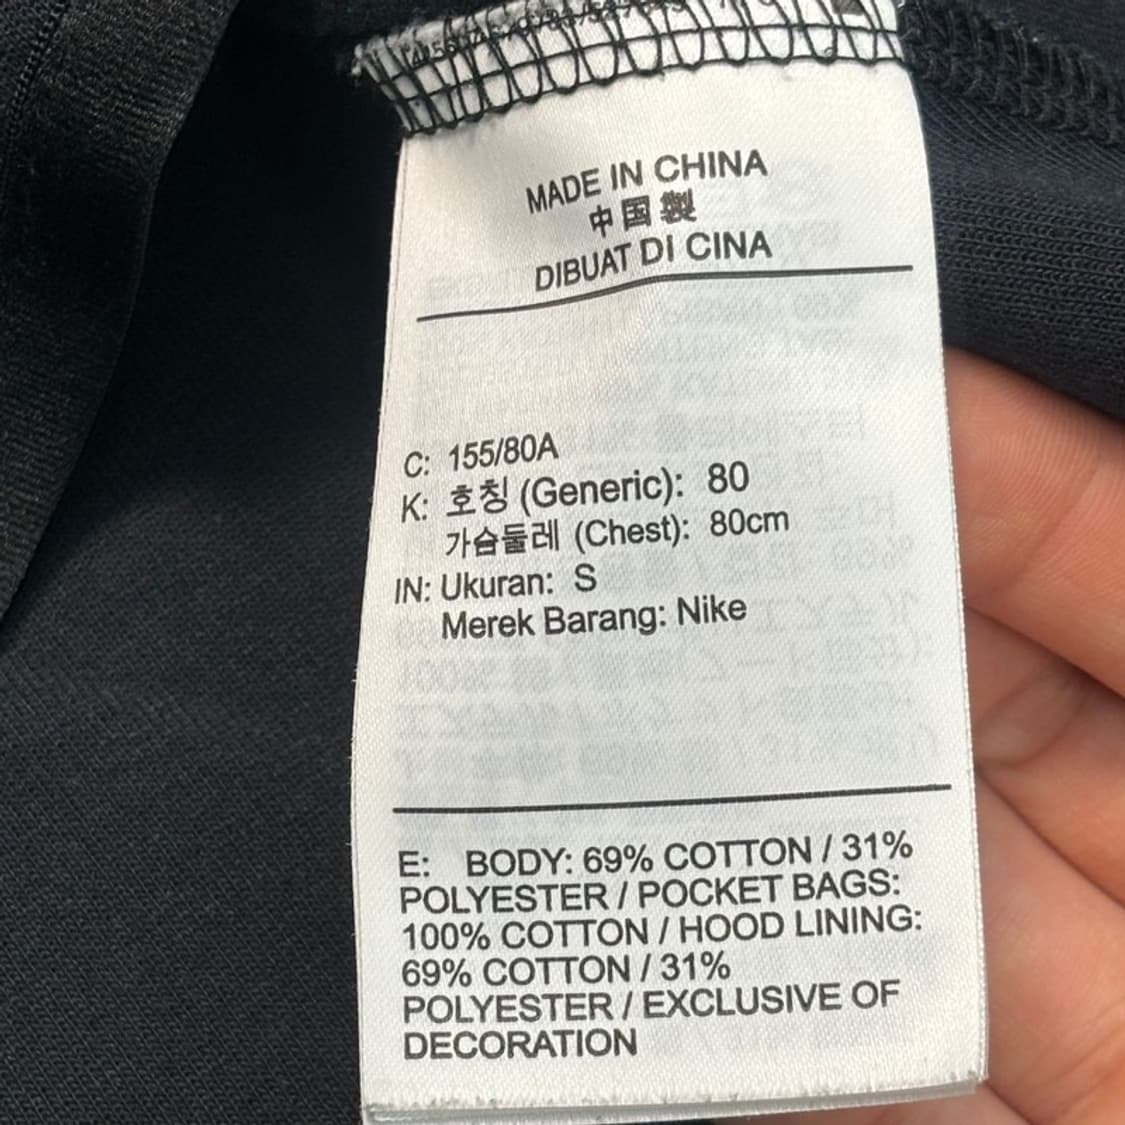 MADE IN CHINA
中国製
DIBUAT DI CINA
C: 155/80A
K: 호칭 (Generic): 80
가슴둘레 (Chest): 80cm
IN: Ukuran: S
Merek Barang: Nike
E: BODY: 69% COTTON / 31%
POLYESTER / POCKET BAGS:
100% COTTON / HOOD LINING:
69% COTTON / 31%
POLYESTER / EXCLUSIVE OF
DECORATION